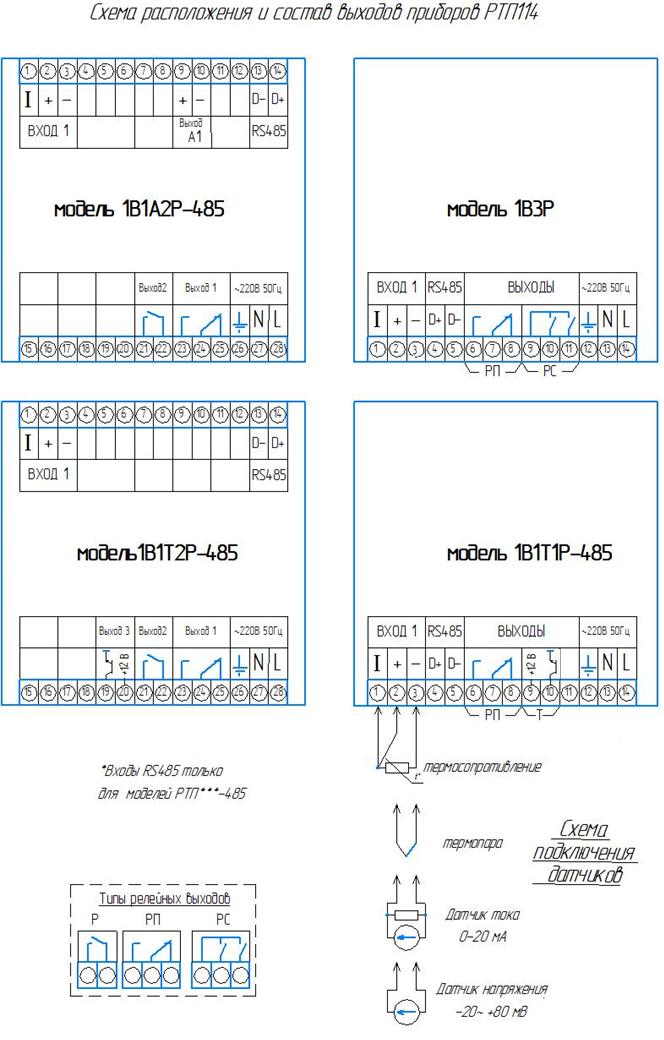 Схема расположения и состав выходов приборов РТП114
1 2 3 4 5 6 7 8 9 10 11 12 13 14
I + − + − D− D+
ВХОД 1 Выход А1 RS485
модель 1В1А2Р–485
Выход2 Выход 1 ~220В 50Гц
N L
15 16 17 18 19 20 21 22 23 24 25 26 27 28
модель 1В3Р
ВХОД 1 RS485 ВЫХОДЫ ~220В 50Гц
I + − D+ D− N L
1 2 3 4 5 6 7 8 9 10 11 12 13 14
РП РС
1 2 3 4 5 6 7 8 9 10 11 12 13 14
I + − D− D+
ВХОД 1 RS485
модель1В1Т2Р–485
Выход 3 Выход2 Выход 1 ~220В 50Гц
+12 В N L
15 16 17 18 19 20 21 22 23 24 25 26 27 28
модель 1В1Т1Р–485
ВХОД 1 RS485 ВЫХОДЫ ~220В 50Гц
I + − D+ D− +12 В N L
1 2 3 4 5 6 7 8 9 10 11 12 13 14
РП Т
*Входы RS485 только
для моделей РТП***–485
t° термосопротивление
термопара
Схема
подключения
датчиков
Датчик тока
0–20 мА
Датчик напряжения
–20~ +80 мВ
Типы релейных выходов
Р РП РС